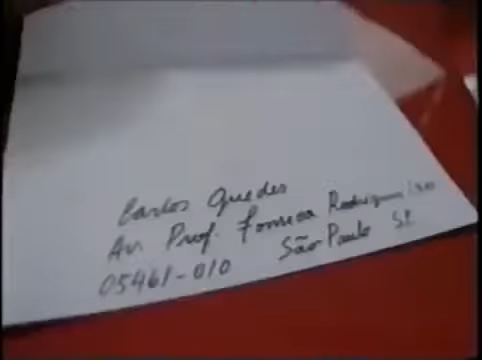 Carlos Guedes
Av. Prof. Fonseca Rodrigues
05461-010 São Paulo SP